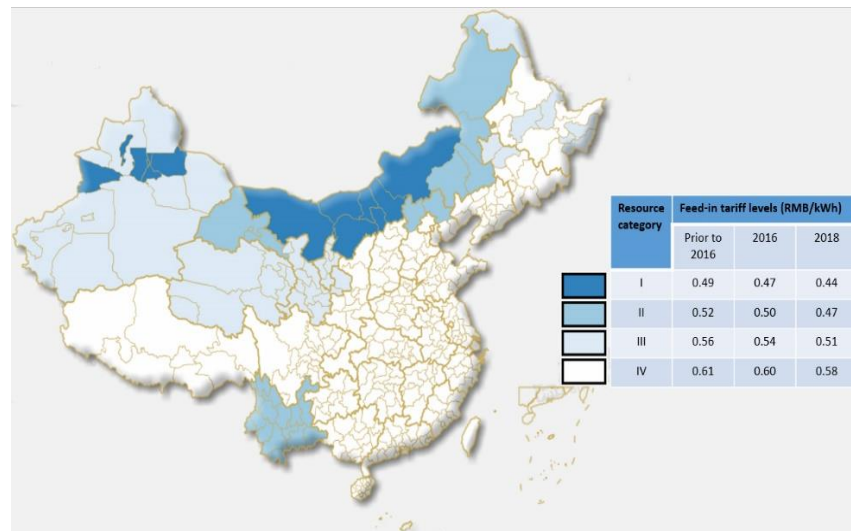 Resource category Feed-in tariff levels (RMB/kWh)
Prior to 2016 2016 2018
I 0.49 0.47 0.44
II 0.52 0.50 0.47
III 0.56 0.54 0.51
IV 0.61 0.60 0.58